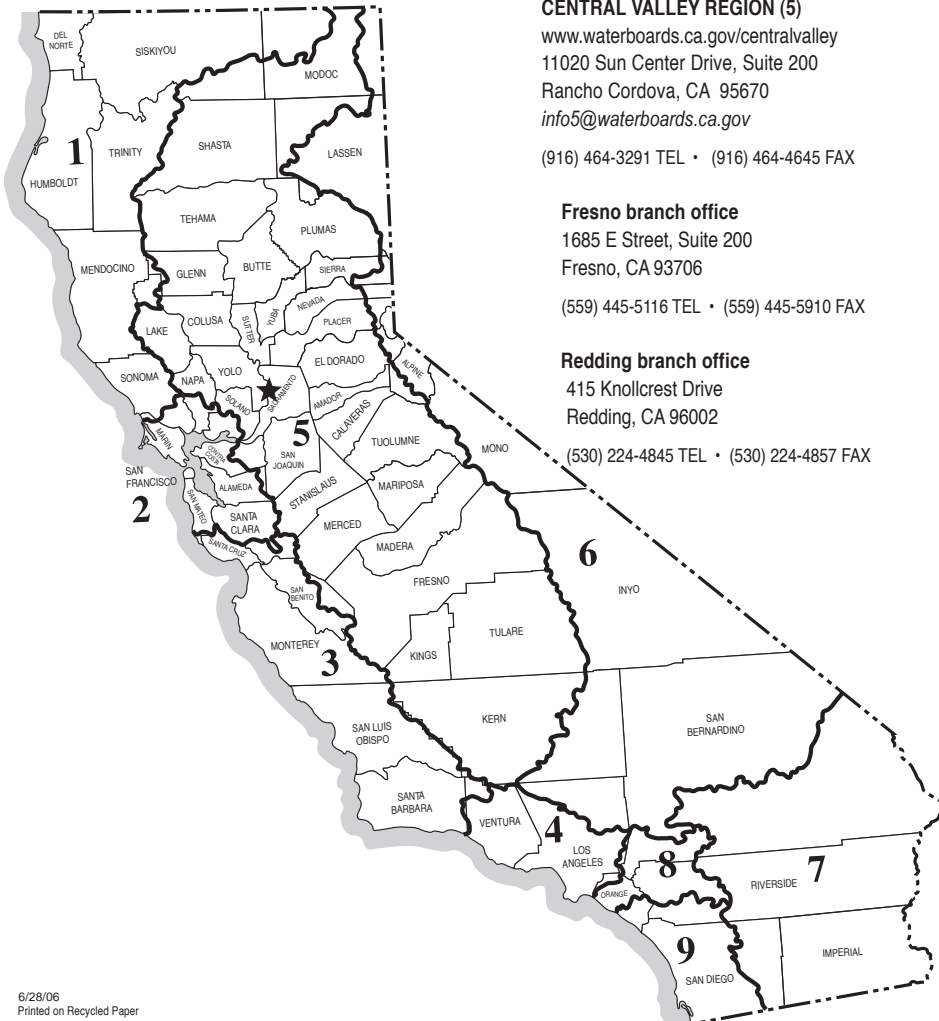 CENTRAL VALLEY REGION (5)
www.waterboards.ca.gov/centralvalley
11020 Sun Center Drive, Suite 200
Rancho Cordova, CA 95670
info5@waterboards.ca.gov
(916) 464-3291 TEL • (916) 464-4645 FAX
Fresno branch office
1685 E Street, Suite 200
Fresno, CA 93706
(559) 445-5116 TEL • (559) 445-5910 FAX
Redding branch office
415 Knollcrest Drive
Redding, CA 96002
(530) 224-4845 TEL • (530) 224-4857 FAX
DEL
NORTE
SISKIYOU
MODOC
1
TRINITY
SHASTA
LASSEN
HUMBOLDT
TEHAMA
PLUMAS
MENDOCINO
GLENN
BUTTE
SIERRA
LAKE
COLUSA
SUTTER
YUBA
NEVADA
PLACER
SONOMA
NAPA
YOLO
EL DORADO
ALPINE
SOLANO
SACRAMENTO
AMADOR
CALAVERAS
MARIN
5
TUOLUMNE
MONO
CONTRA
COSTA
SAN
JOAQUIN
SAN
FRANCISCO
ALAMEDA
STANISLAUS
MARIPOSA
2
SAN MATEO
SANTA
CLARA
MERCED
SANTA CRUZ
MADERA
6
FRESNO
INYO
SAN
BENITO
TULARE
MONTEREY
3
KINGS
SAN LUIS
OBISPO
KERN
SAN
BERNARDINO
SANTA
BARBARA
VENTURA
4
LOS
ANGELES
8
7
RIVERSIDE
ORANGE
9
SAN DIEGO
IMPERIAL
6/28/06
Printed on Recycled Paper